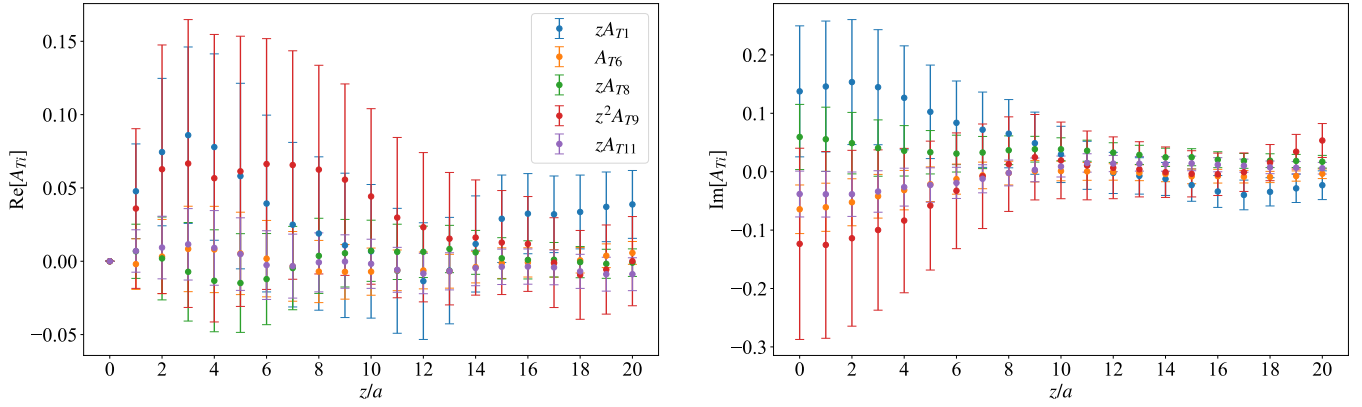 0.15
0.10
0.05
0.00
−0.05
Re[A_{Ti}]
0 2 4 6 8 10 12 14 16 18 20
z/a
zA_{T1}
A_{T6}
zA_{T8}
z²A_{T9}
zA_{T11}
0.2
0.1
0.0
−0.1
−0.2
−0.3
Im[A_{Ti}]
0 2 4 6 8 10 12 14 16 18 20
z/a